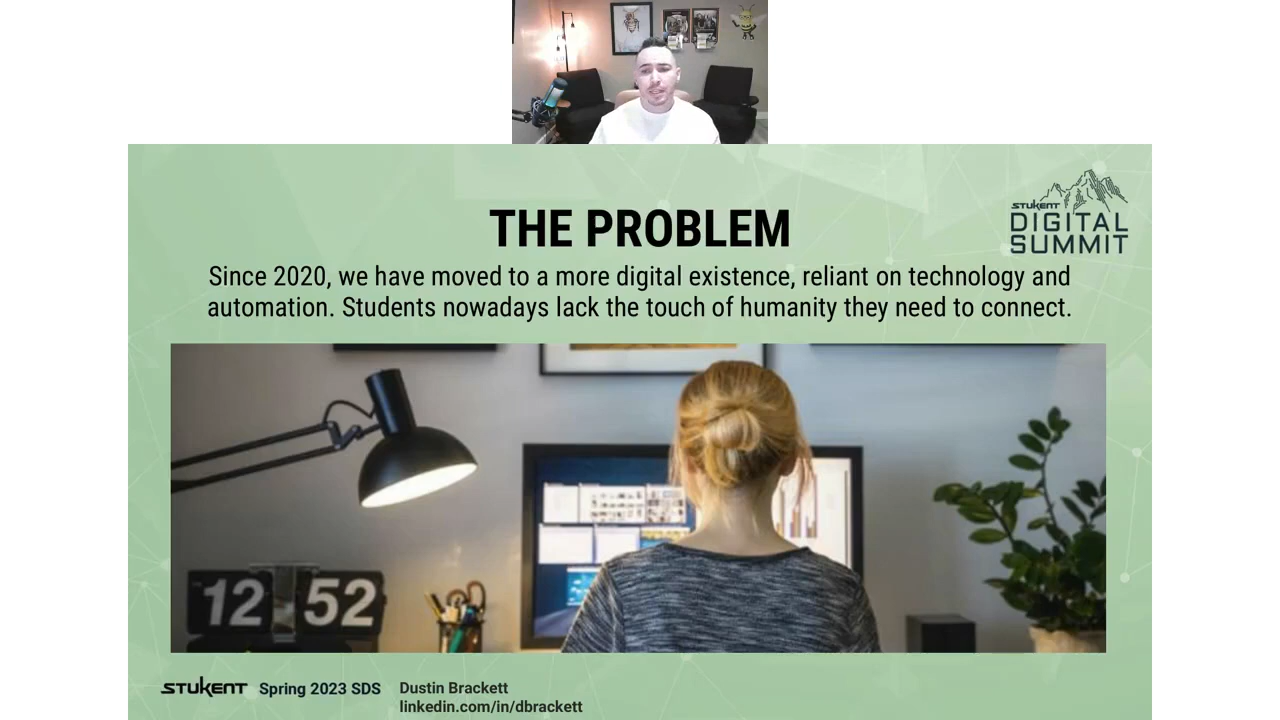 THE PROBLEM
STUKENT
DIGITAL
SUMMIT
Since 2020, we have moved to a more digital existence, reliant on technology and
automation. Students nowadays lack the touch of humanity they need to connect.
12 52
STUKENT Spring 2023 SDS
Dustin Brackett
linkedin.com/in/dbrackett